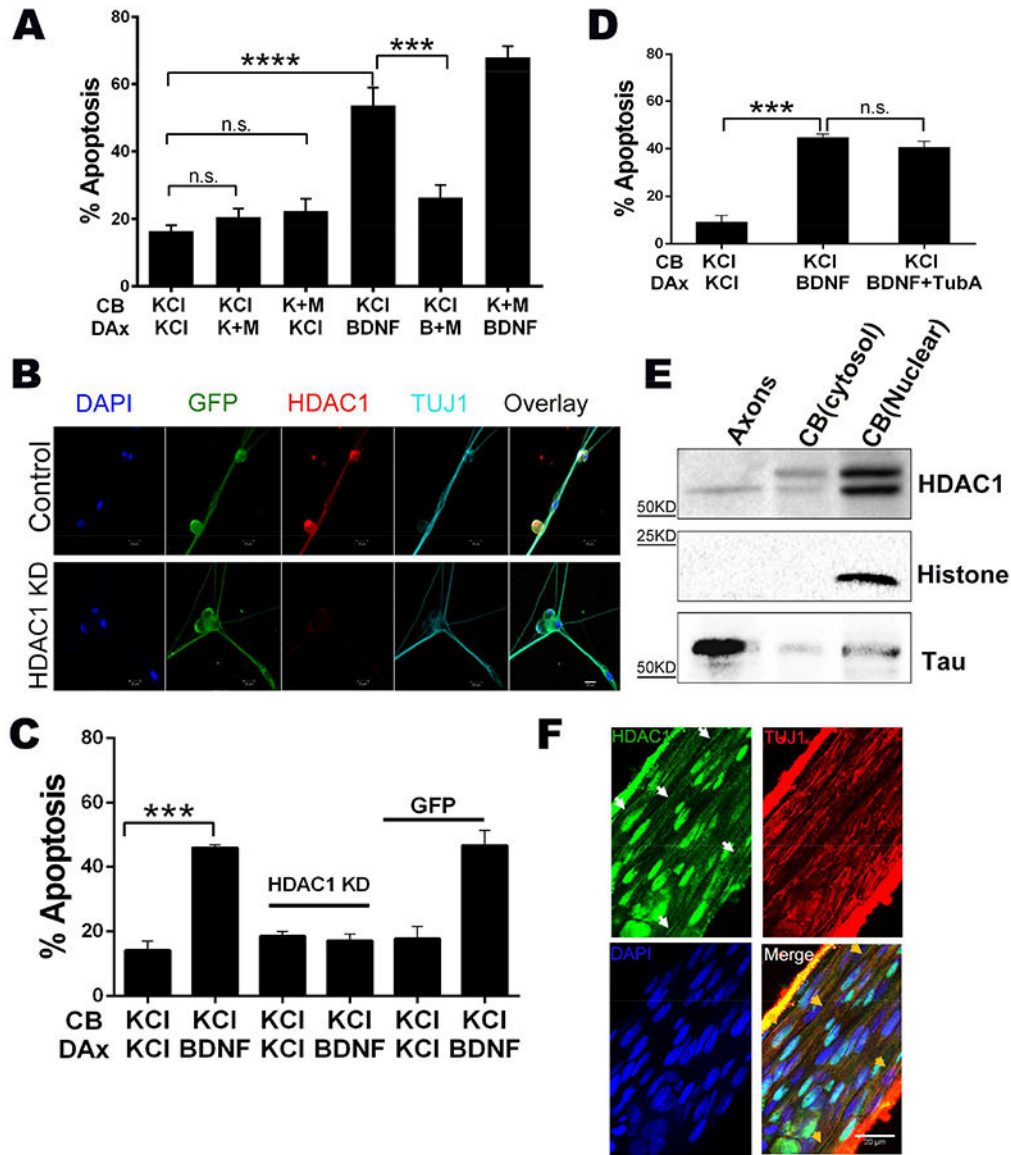 A
80
60
40
20
0
% Apoptosis
****
***
n.s.
n.s.
CB KCl KCl K+M KCl KCl K+M
DAx KCl K+M KCl BDNF B+M BDNF
D
80
60
40
20
0
% Apoptosis
***
n.s.
CB KCl KCl KCl
DAx KCl BDNF BDNF+TubA
B
DAPI GFP HDAC1 TUJ1 Overlay
Control
HDAC1 KD
E
Axons
CB(cytosol)
CB(Nuclear)
HDAC1
50KD
25KD
Histone
50KD
Tau
C
80
60
40
20
0
% Apoptosis
***
HDAC1 KD
GFP
CB KCl KCl KCl KCl KCl KCl
DAx KCl BDNF KCl BDNF KCl BDNF
F
HDAC1
TUJ1
DAPI
Merge
20 µm